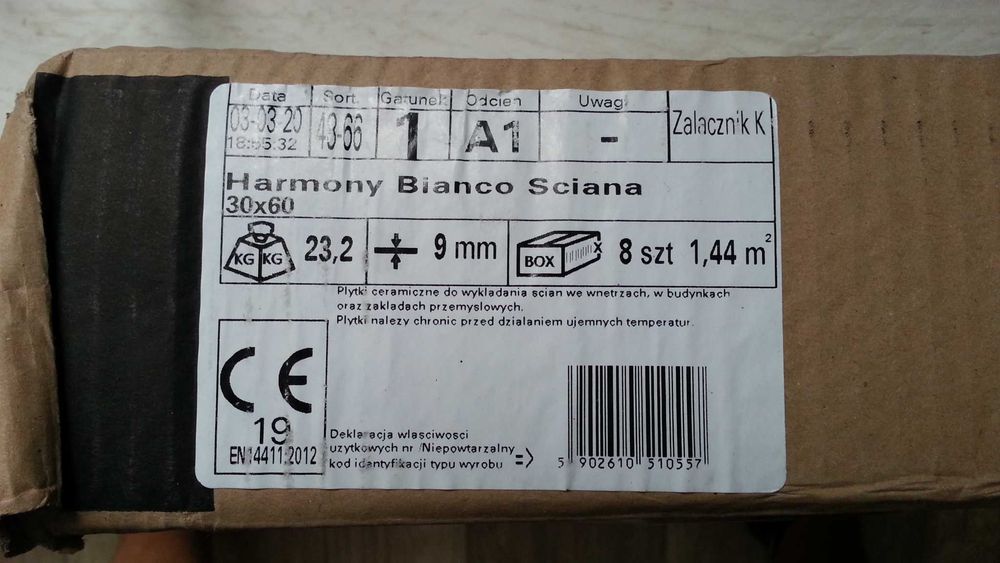 Data Sort. Gatunek Odcien Uwagi Zalacznik K
03-03 20 43-66 1 A1 -
18:05:32
Harmony Bianco Sciana
30x60
KG KG 23,2 9 mm BOX x 8 szt 1,44 m²
Plytki ceramiczne do wykladania scian we wnetrzach, w budynkach
oraz zakladach przemyslowych.
Plytki nalezy chronic przed dzialaniem ujemnych temperatur.
CE
19
EN 14411:2012
Deklaracja wlasciwosci
uzytkowych nr /Niepowtarzalny
kod identyfikacji typu wyrobu =>
5 902610 510557